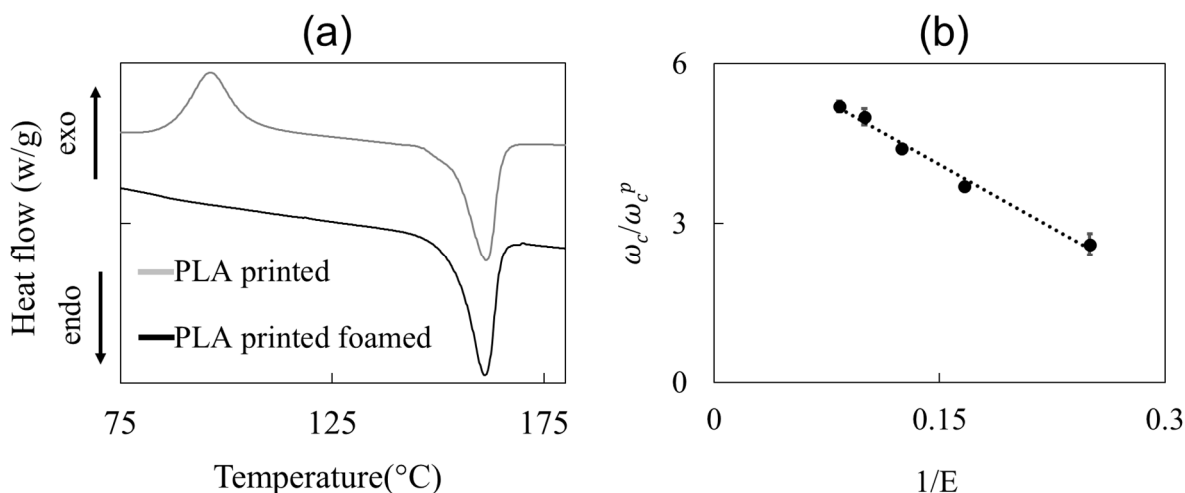 (a)
Heat flow (w/g)
exo
endo
PLA printed
PLA printed foamed
75
125
175
Temperature(°C)
(b)
ω_c/ω_c^p
6
3
0
0
0.15
0.3
1/E